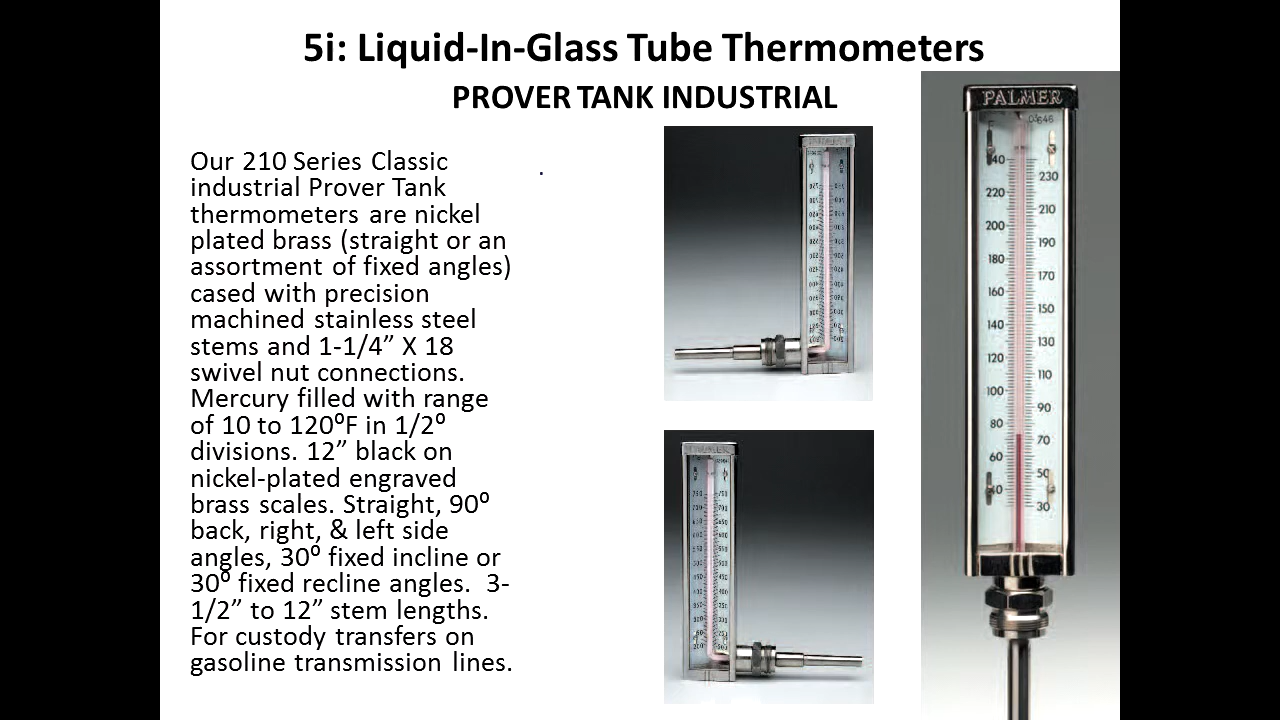 5i: Liquid-In-Glass Tube Thermometers
PROVER TANK INDUSTRIAL
Our 210 Series Classic
industrial Prover Tank
thermometers are nickel
plated brass (straight or an
assortment of fixed angles)
cased with precision
machined stainless steel
stems and 1-1/4” X 18
swivel nut connections.
Mercury filled with range
of 10 to 120⁰F in 1/2⁰
divisions. 12” black on
nickel-plated engraved
brass scales. Straight, 90⁰
back, right, & left side
angles, 30⁰ fixed incline or
30⁰ fixed recline angles.  3-
1/2” to 12” stem lengths.
For custody transfers on
gasoline transmission lines.
PALMER
230
220
210
200
190
180
170
160
150
140
130
120
110
100
90
80
70
60
50
40
30